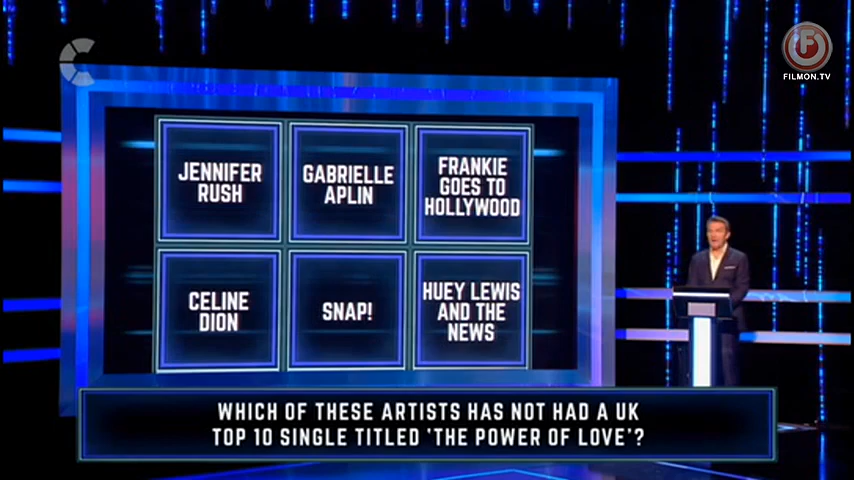 FILMON.TV
JENNIFER
RUSH
GABRIELLE
APLIN
FRANKIE
GOES TO
HOLLYWOOD
CELINE
DION
SNAP!
HUEY LEWIS
AND THE
NEWS
WHICH OF THESE ARTISTS HAS NOT HAD A UK
TOP 10 SINGLE TITLED 'THE POWER OF LOVE'?